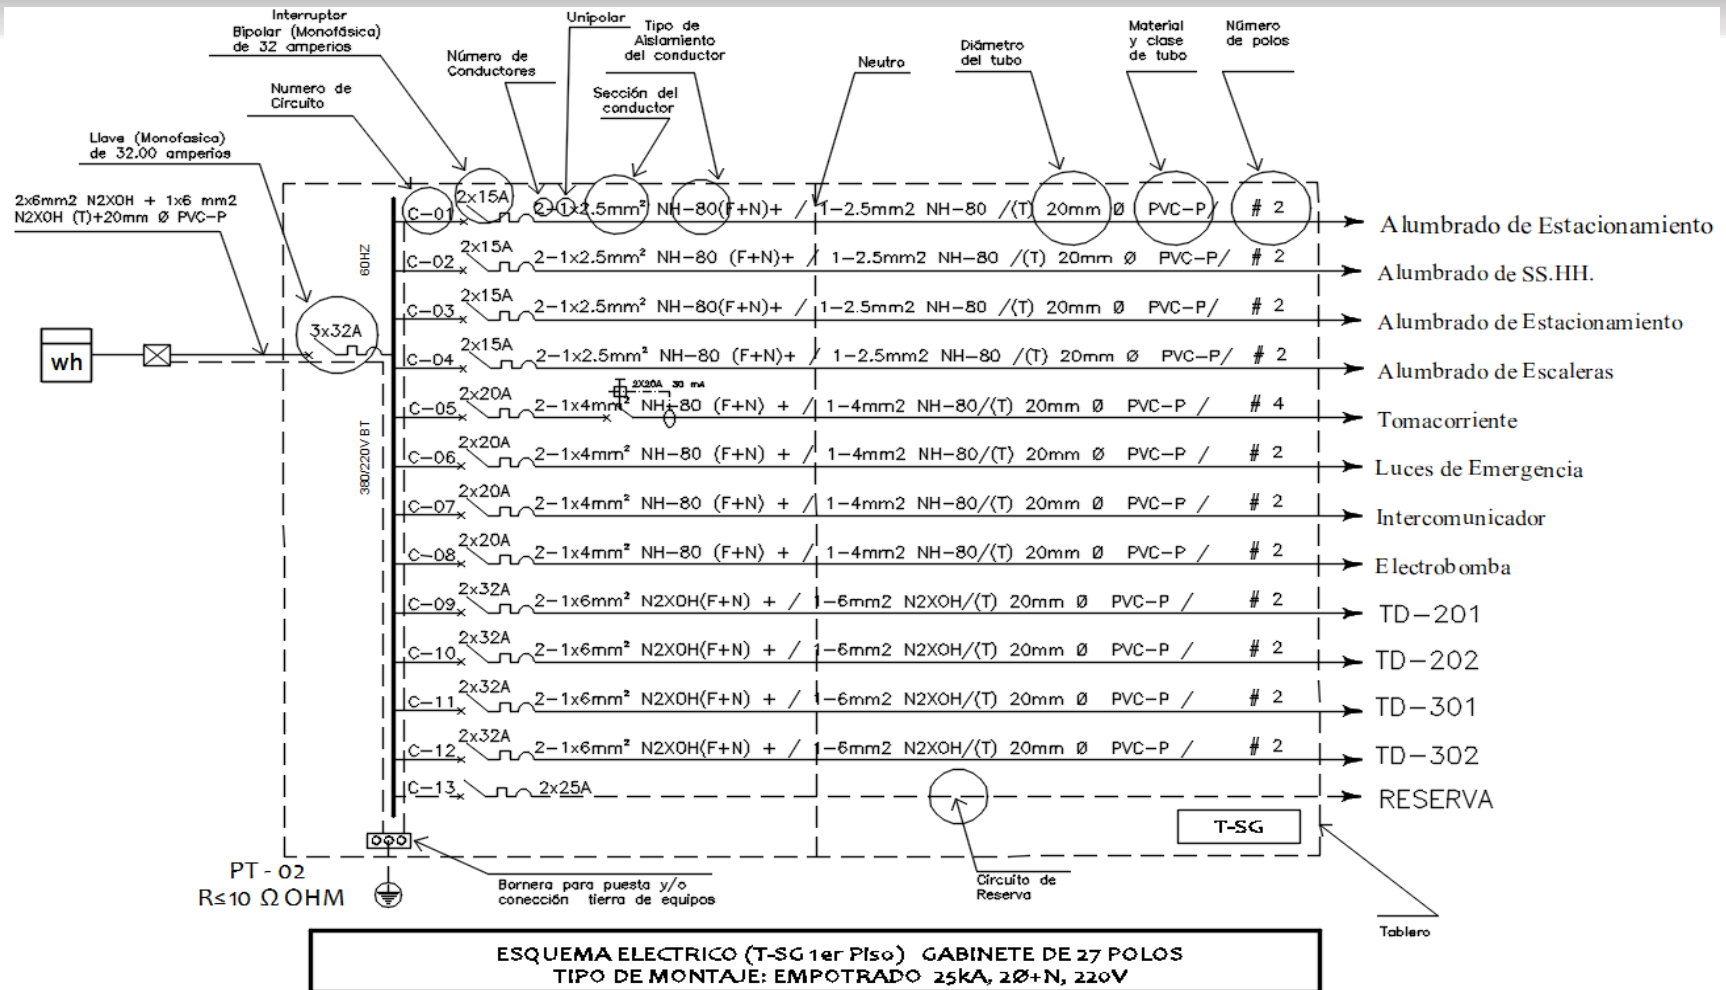 Interruptor
Bipolar (Monofásica)
de 32 amperios
Unipolar
Tipo de
Aislamiento
del conductor
Número de
Conductores
Sección del
conductor
Neutro
Diámetro
del tubo
Material
y clase
de tubo
Número
de polos
Numero de
Circuito
Llave (Monofasica)
de 32.00 amperios
2x6mm2 N2XOH + 1x6 mm2
N2XOH (T)+20mm Ø PVC-P
C-01 2x15A 2-1x2.5mm² NH-80(F+N)+ / 1-2.5mm2 NH-80 /(T) 20mm Ø PVC-P/ # 2 Alumbrado de Estacionamiento
C-02 2x15A 2-1x2.5mm² NH-80 (F+N)+ / 1-2.5mm2 NH-80 /(T) 20mm Ø PVC-P/ # 2 Alumbrado de SS.HH.
C-03 2x15A 2-1x2.5mm² NH-80(F+N)+ / 1-2.5mm2 NH-80 /(T) 20mm Ø PVC-P/ # 2 Alumbrado de Estacionamiento
C-04 2x15A 2-1x2.5mm² NH-80 (F+N)+ / 1-2.5mm2 NH-80 /(T) 20mm Ø PVC-P/ # 2 Alumbrado de Escaleras
2X20A 30 mA
C-05 2x20A 2-1x4mm² NH-80 (F+N) + / 1-4mm2 NH-80/(T) 20mm Ø PVC-P / # 4 Tomacorriente
C-06 2x20A 2-1x4mm² NH-80 (F+N) + / 1-4mm2 NH-80/(T) 20mm Ø PVC-P / # 2 Luces de Emergencia
C-07 2x20A 2-1x4mm² NH-80 (F+N) + / 1-4mm2 NH-80/(T) 20mm Ø PVC-P / # 2 Intercomunicador
C-08 2x20A 2-1x4mm² NH-80 (F+N) + / 1-4mm2 NH-80/(T) 20mm Ø PVC-P / # 2 Electrobomba
C-09 2x32A 2-1x6mm² N2XOH(F+N) + / 1-6mm2 N2XOH/(T) 20mm Ø PVC-P / # 2 TD-201
C-10 2x32A 2-1x6mm² N2XOH(F+N) + / 1-6mm2 N2XOH/(T) 20mm Ø PVC-P / # 2 TD-202
C-11 2x32A 2-1x6mm² N2XOH(F+N) + / 1-6mm2 N2XOH/(T) 20mm Ø PVC-P / # 2 TD-301
C-12 2x32A 2-1x6mm² N2XOH(F+N) + / 1-6mm2 N2XOH/(T) 20mm Ø PVC-P / # 2 TD-302
C-13 2x25A RESERVA
60HZ
3x32A
wh
380/220V BT
T-SG
PT - 02
R≤10 Ω OHM
Bornera para puesta y/o
conección tierra de equipos
Circuito de
Reserva
Tablero
ESQUEMA ELECTRICO (T-SG 1er Piso) GABINETE DE 27 POLOS
TIPO DE MONTAJE: EMPOTRADO 25kA, 2Ø+N, 220V